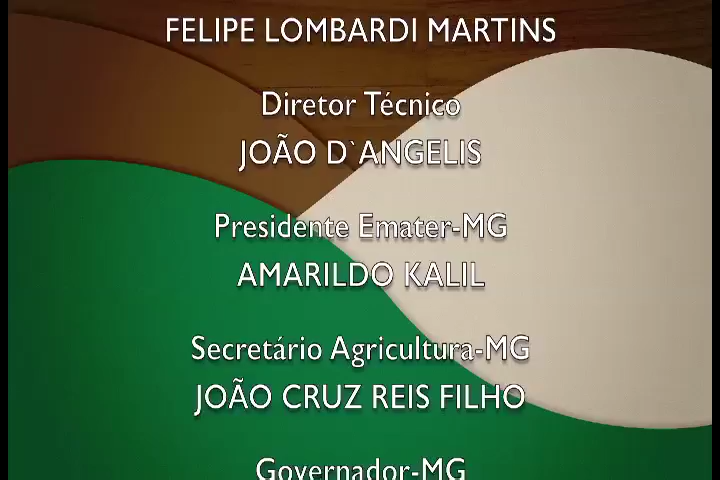 FELIPE LOMBARDI MARTINS
Diretor Técnico
JOÃO D`ANGELIS
Presidente Emater-MG
AMARILDO KALIL
Secretário Agricultura-MG
JOÃO CRUZ REIS FILHO
Governador-MG